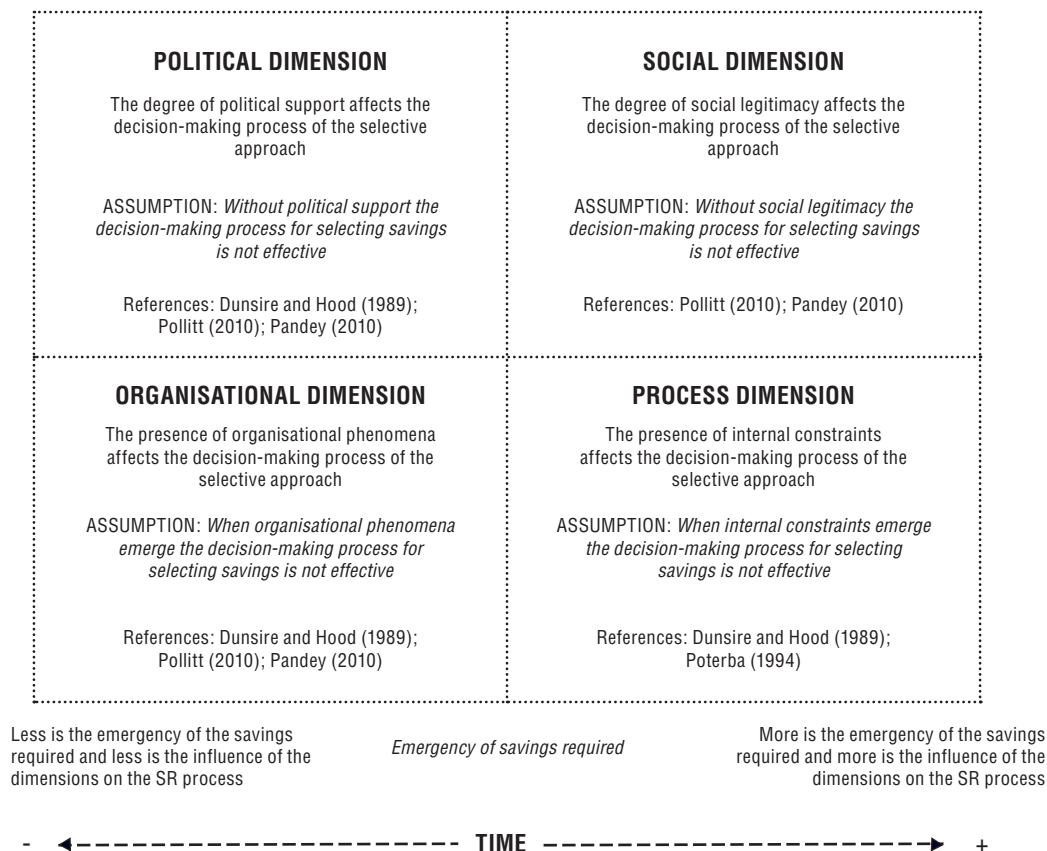 POLITICAL DIMENSION
The degree of political support affects the
decision-making process of the selective
approach
ASSUMPTION: Without political support the
decision-making process for selecting savings
is not effective
References: Dunsire and Hood (1989);
Pollitt (2010); Pandey (2010)
SOCIAL DIMENSION
The degree of social legitimacy affects the
decision-making process of the selective
approach
ASSUMPTION: Without social legitimacy the
decision-making process for selecting savings
is not effective
References: Pollitt (2010); Pandey (2010)
ORGANISATIONAL DIMENSION
The presence of organisational phenomena
affects the decision-making process of the
selective approach
ASSUMPTION: When organisational phenomena
emerge the decision-making process for
selecting savings is not effective
References: Dunsire and Hood (1989);
Pollitt (2010); Pandey (2010)
PROCESS DIMENSION
The presence of internal constraints
affects the decision-making process of the
selective approach
ASSUMPTION: When internal constraints emerge
the decision-making process for selecting
savings is not effective
References: Dunsire and Hood (1989);
Poterba (1994)
Less is the emergency of the savings
required and less is the influence of the
dimensions on the SR process
Emergency of savings required
More is the emergency of the savings
required and more is the influence of the
dimensions on the SR process
- TIME +